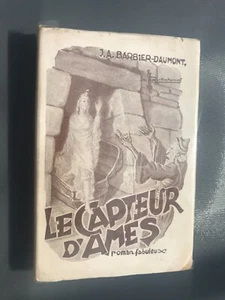 J.A. BARBIER-DAUMONT.
LE CAPTEUR
D'AMES
roman fabuleux